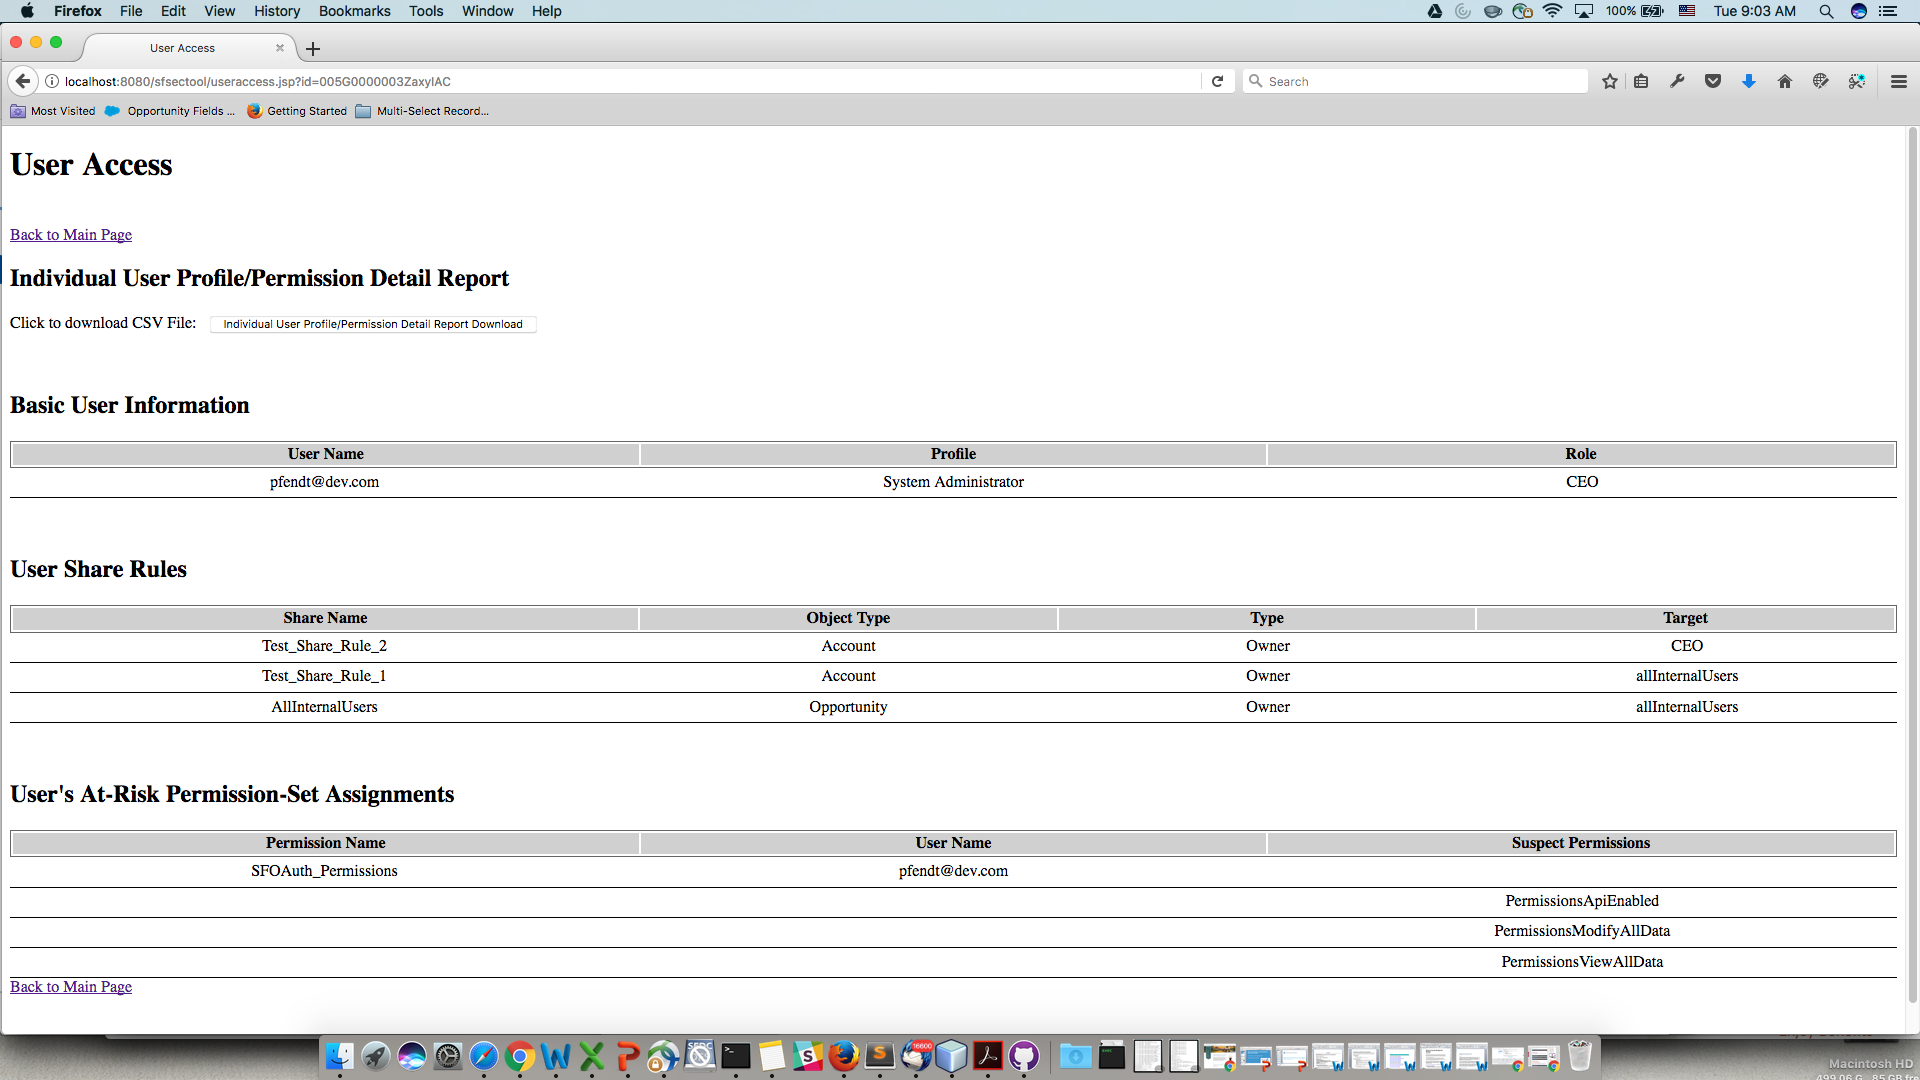 Firefox File Edit View History Bookmarks Tools Window Help 100% Tue 9:03 AM
User Access
localhost:8080/sfsectool/useraccess.jsp?id=005G0000003ZaxyIAC Search
Most Visited Opportunity Fields ... Getting Started Multi-Select Record...
User Access
Back to Main Page
Individual User Profile/Permission Detail Report
Click to download CSV File: Individual User Profile/Permission Detail Report Download
Basic User Information
User Name Profile Role
pfendt@dev.com System Administrator CEO
User Share Rules
Share Name Object Type Type Target
Test_Share_Rule_2 Account Owner CEO
Test_Share_Rule_1 Account Owner allInternalUsers
AllInternalUsers Opportunity Owner allInternalUsers
User's At-Risk Permission-Set Assignments
Permission Name User Name Suspect Permissions
SFOAuth_Permissions pfendt@dev.com
PermissionsApiEnabled
PermissionsModifyAllData
PermissionsViewAllData
Back to Main Page
Macintosh HD